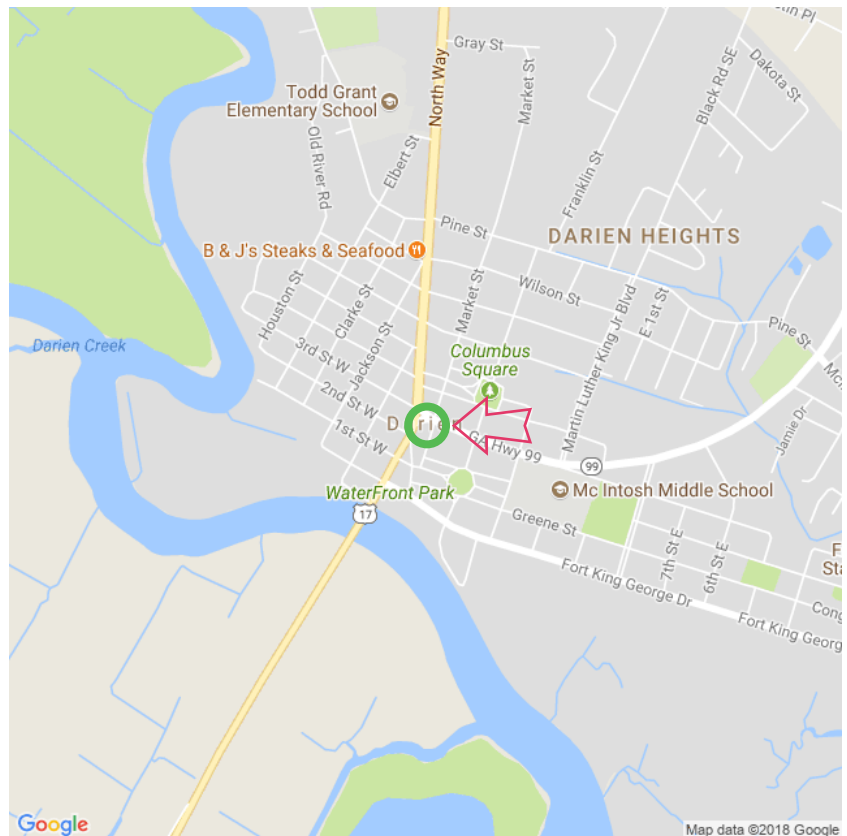 Gray St
North Way
Market St
Black Rd SE
Dakota St
Todd Grant
Elementary School
Old River Rd
Elbert St
Franklin St
Pine St
DARIEN HEIGHTS
B & J's Steaks & Seafood
Wilson St
Houston St
Clarke St
Market St
Martin Luther King Jr Blvd
E 1st St
Pine St
Darien Creek
3rd St W
Jackson St
Columbus
Square
2nd St W
1st St W
GA Hwy 99
Jamie Dr
99
WaterFront Park
Mc Intosh Middle School
17
Greene St
7th St E
6th St E
Fort King George Dr
Fort King George
Google
Map data ©2018 Google